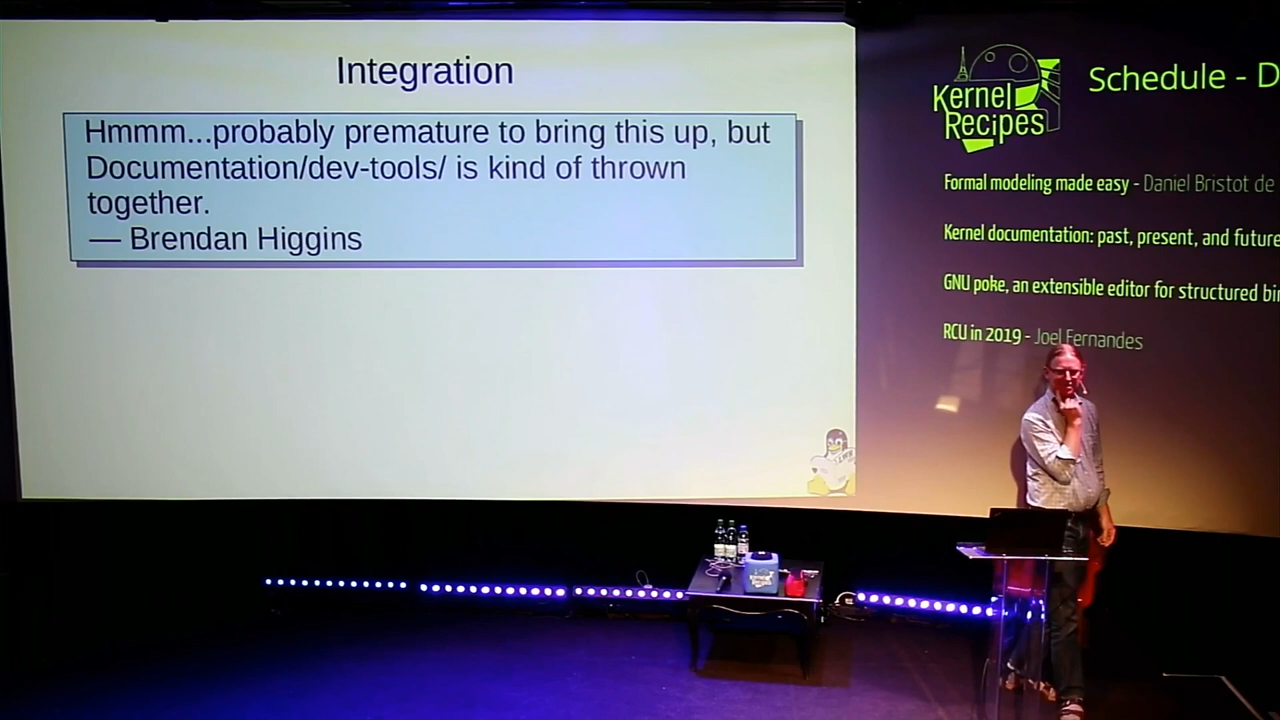 Integration
Hmmm...probably premature to bring this up, but
Documentation/dev-tools/ is kind of thrown
together.
— Brendan Higgins
Kernel
Recipes
Schedule - D
Formal modeling made easy - Daniel Bristot de
Kernel documentation: past, present, and future
GNU poke, an extensible editor for structured bi
RCU in 2019 - Joel Fernandes